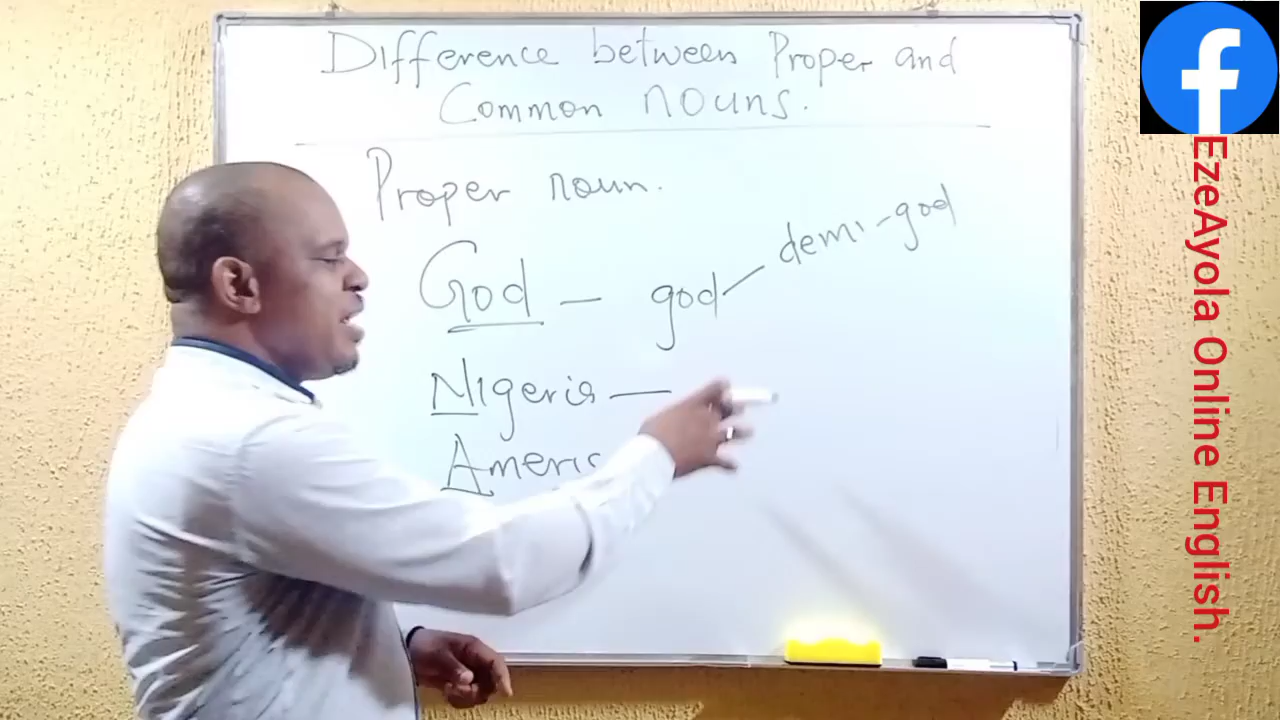 Difference between Proper and
Common nouns.
Proper noun.
God — god — demi-god
Nigeria —
EzeAyola Online English.